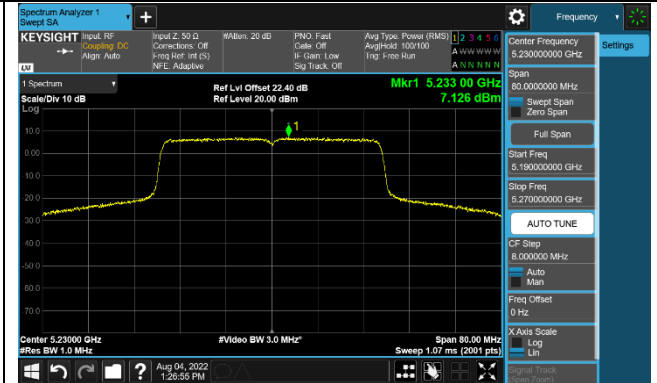 Spectrum Analyzer 1
Swept SA
Frequency
KEYSIGHT
Input: RF
Coupling: DC
Align: Auto
Input Z: 50 Ω
Corrections: Off
Freq Ref: Int (S)
NFE: Adaptive
#Atten: 20 dB
PNO: Fast
Gate: Off
IF Gain: Low
Sig Track: Off
Avg Type: Power (RMS)
Avg|Hold: 100/100
Trig: Free Run
1 2 3 4 5 6
A W W W W W
A N N N N N
LXI
1 Spectrum
Scale/Div 10 dB
Ref Lvl Offset 22.40 dB
Ref Level 20.00 dBm
Mkr1 5.233 00 GHz
7.126 dBm
Log
1
10.0
0.00
-10.0
-20.0
-30.0
-40.0
-50.0
-60.0
-70.0
Center 5.23000 GHz
#Res BW 1.0 MHz
#Video BW 3.0 MHz*
Span 80.00 MHz
Sweep 1.07 ms (2001 pts)
Aug 04, 2022
1:26:55 PM
Center Frequency
5.230000000 GHz
Settings
Span
80.0000000 MHz
Swept Span
Zero Span
Full Span
Start Freq
5.190000000 GHz
Stop Freq
5.270000000 GHz
AUTO TUNE
CF Step
8.000000 MHz
Auto
Man
Freq Offset
0 Hz
X Axis Scale
Log
Lin
Signal Track
(Span Zoom)